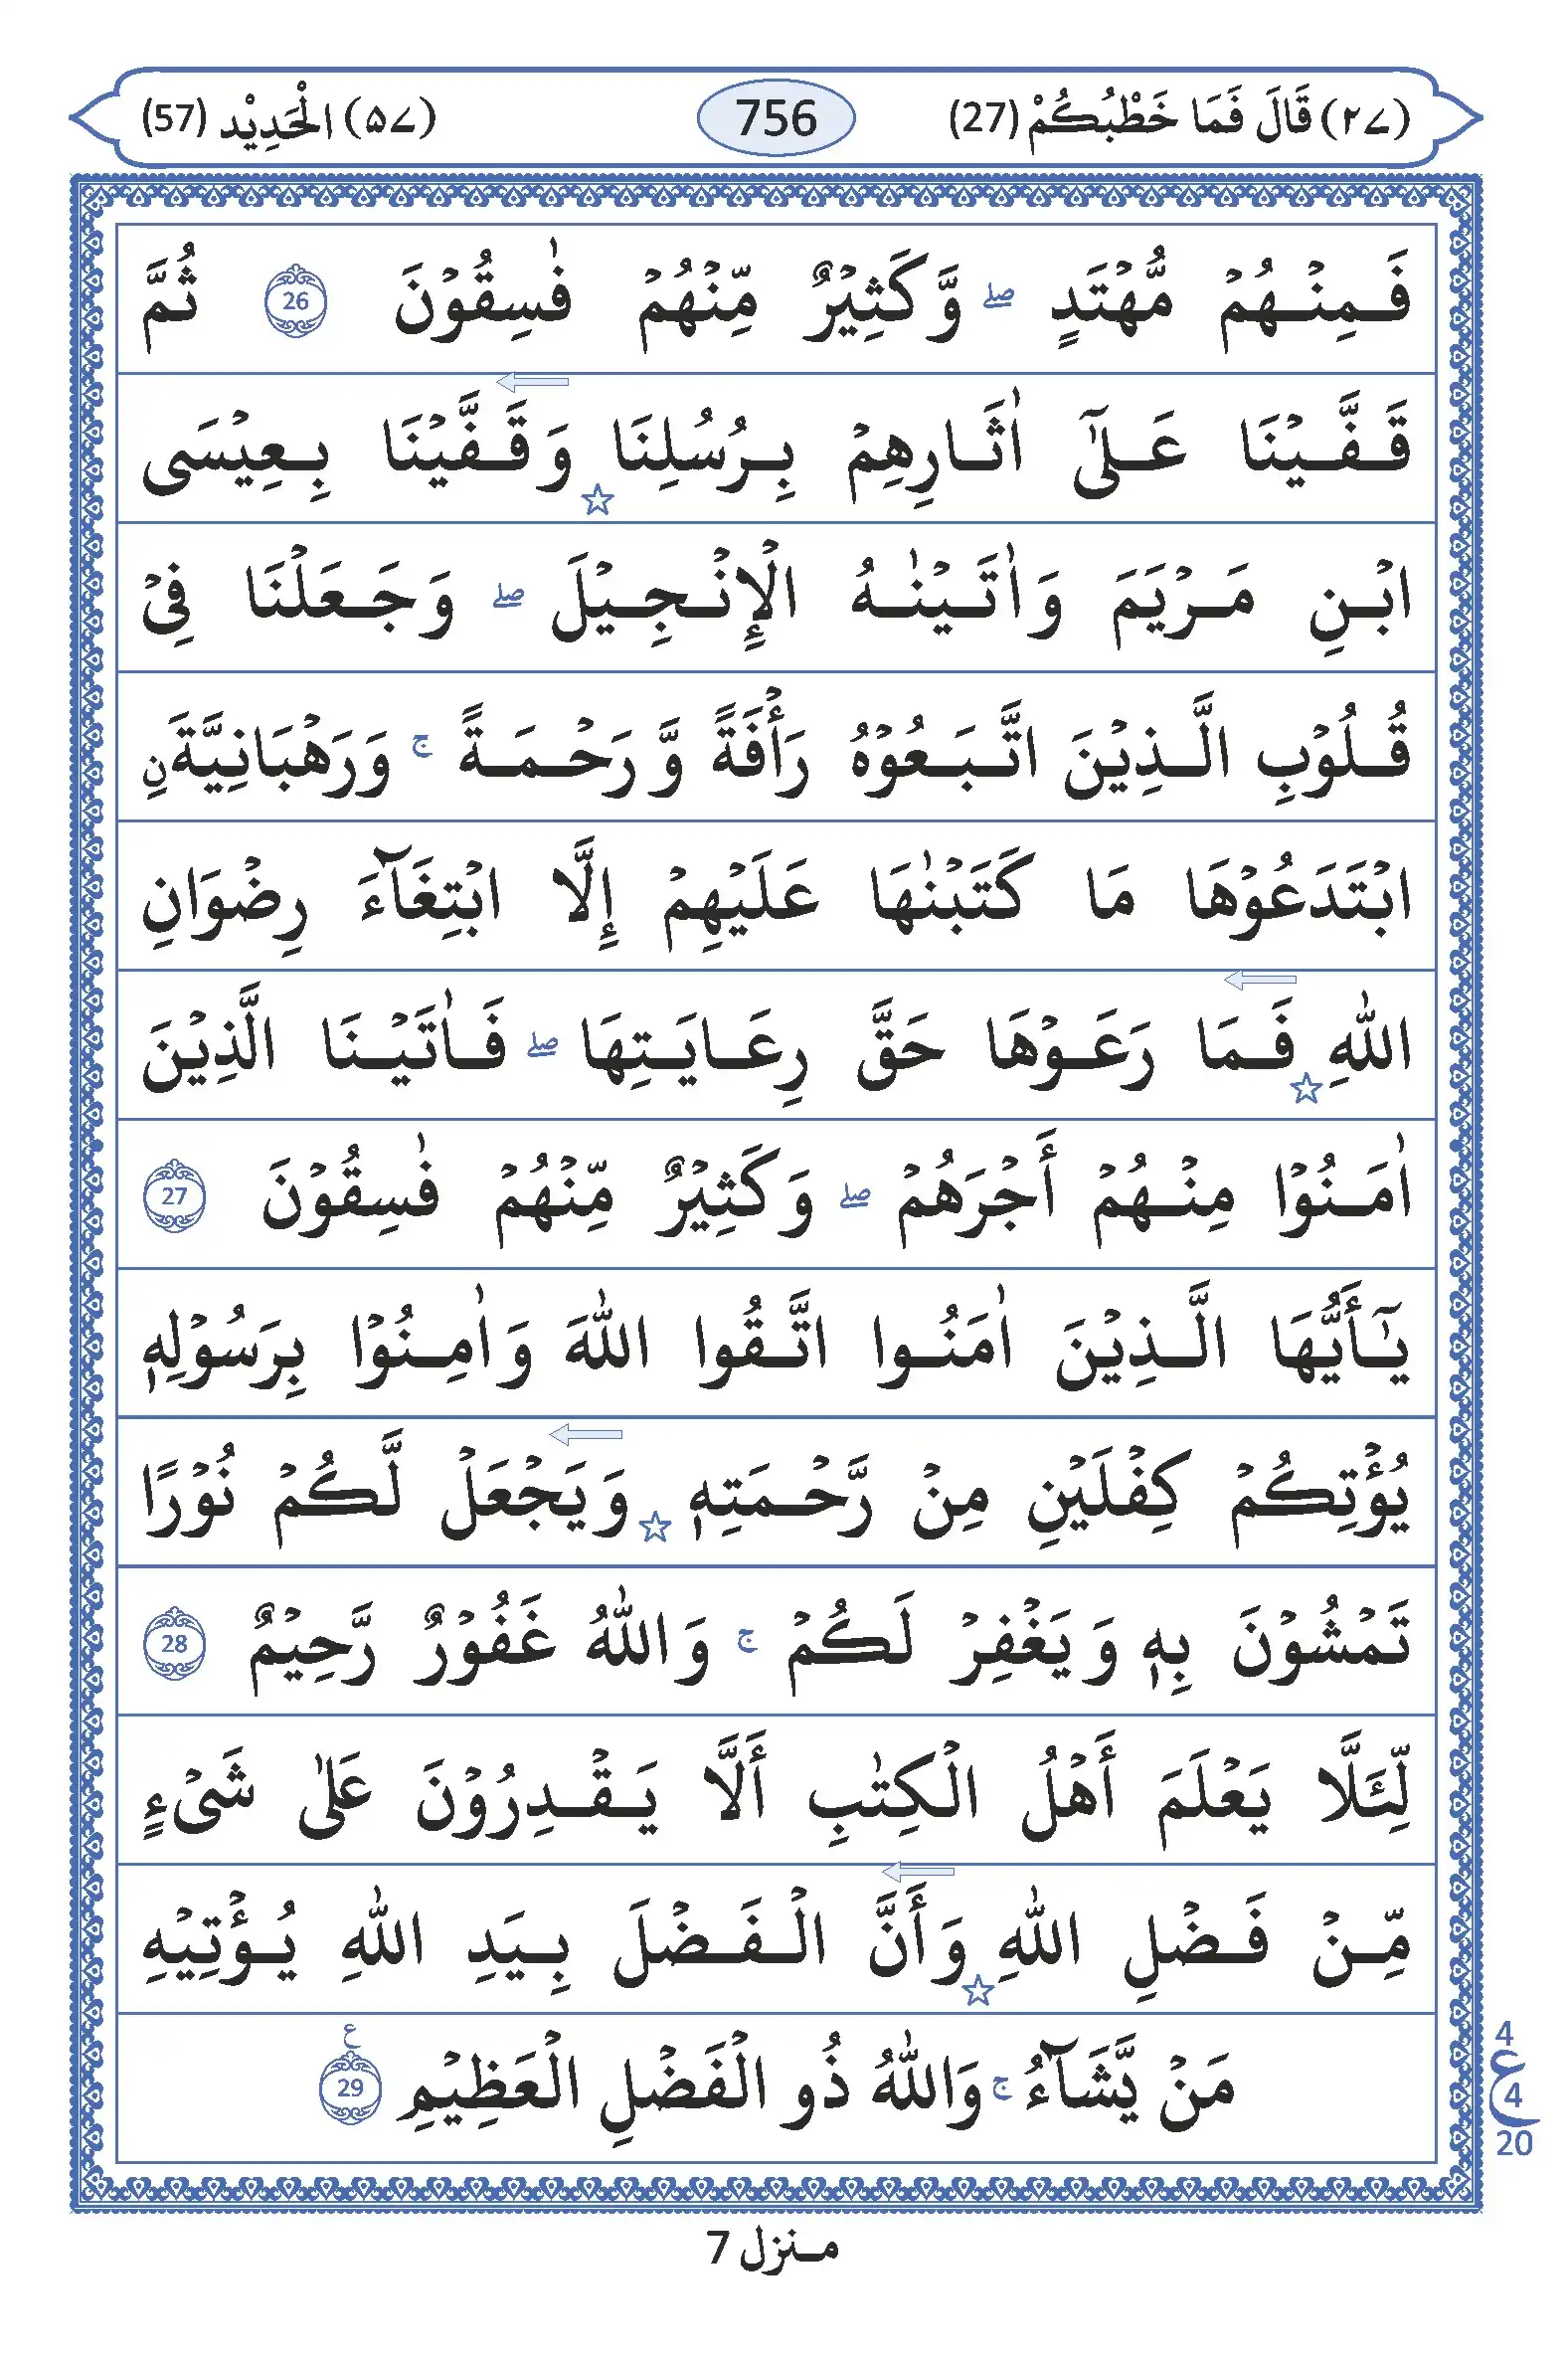 (٢٧) قَالَ فَمَا خَطْبُكُمْ (27) 756 (٥٧) الْحَدِيْد (57)
فَمِنْهُمْ مُّهْتَدٍ ۖ وَّكَثِيْرٌ مِّنْهُمْ فٰسِقُوْنَ 26 ثُمَّ
قَفَّيْنَا عَلٰٓى اٰثَارِهِمْ بِرُسُلِنَا ☆ وَقَفَّيْنَا بِعِيْسَى
ابْنِ مَرْيَمَ وَاٰتَيْنٰهُ الْإِنْجِيْلَ ۖ وَجَعَلْنَا فِيْ
قُلُوْبِ الَّذِيْنَ اتَّبَعُوْهُ رَأْفَةً وَّرَحْمَةً ۚ وَرَهْبَانِيَّةَ نِ
ابْتَدَعُوْهَا مَا كَتَبْنٰهَا عَلَيْهِمْ إِلَّا ابْتِغَآءَ رِضْوَانِ
اللّٰهِ ☆ فَمَا رَعَوْهَا حَقَّ رِعَايَتِهَا ۖ فَاٰتَيْنَا الَّذِيْنَ
اٰمَنُوْا مِنْهُمْ أَجْرَهُمْ ۖ وَكَثِيْرٌ مِّنْهُمْ فٰسِقُوْنَ 27
يٰٓأَيُّهَا الَّذِيْنَ اٰمَنُوا اتَّقُوا اللّٰهَ وَاٰمِنُوْا بِرَسُوْلِهٖ
يُؤْتِكُمْ كِفْلَيْنِ مِنْ رَّحْمَتِهٖ ☆ وَيَجْعَلْ لَّكُمْ نُوْرًا
تَمْشُوْنَ بِهٖ وَيَغْفِرْ لَكُمْ ۚ وَاللّٰهُ غَفُوْرٌ رَّحِيْمٌ 28
لِّئَلَّا يَعْلَمَ أَهْلُ الْكِتٰبِ أَلَّا يَقْدِرُوْنَ عَلٰى شَيْءٍ
مِّنْ فَضْلِ اللّٰهِ ☆ وَأَنَّ الْفَضْلَ بِيَدِ اللّٰهِ يُؤْتِيْهِ
مَنْ يَّشَآءُ ۚ وَاللّٰهُ ذُو الْفَضْلِ الْعَظِيْمِ 29 ع
4
ع 4
20
منزل 7